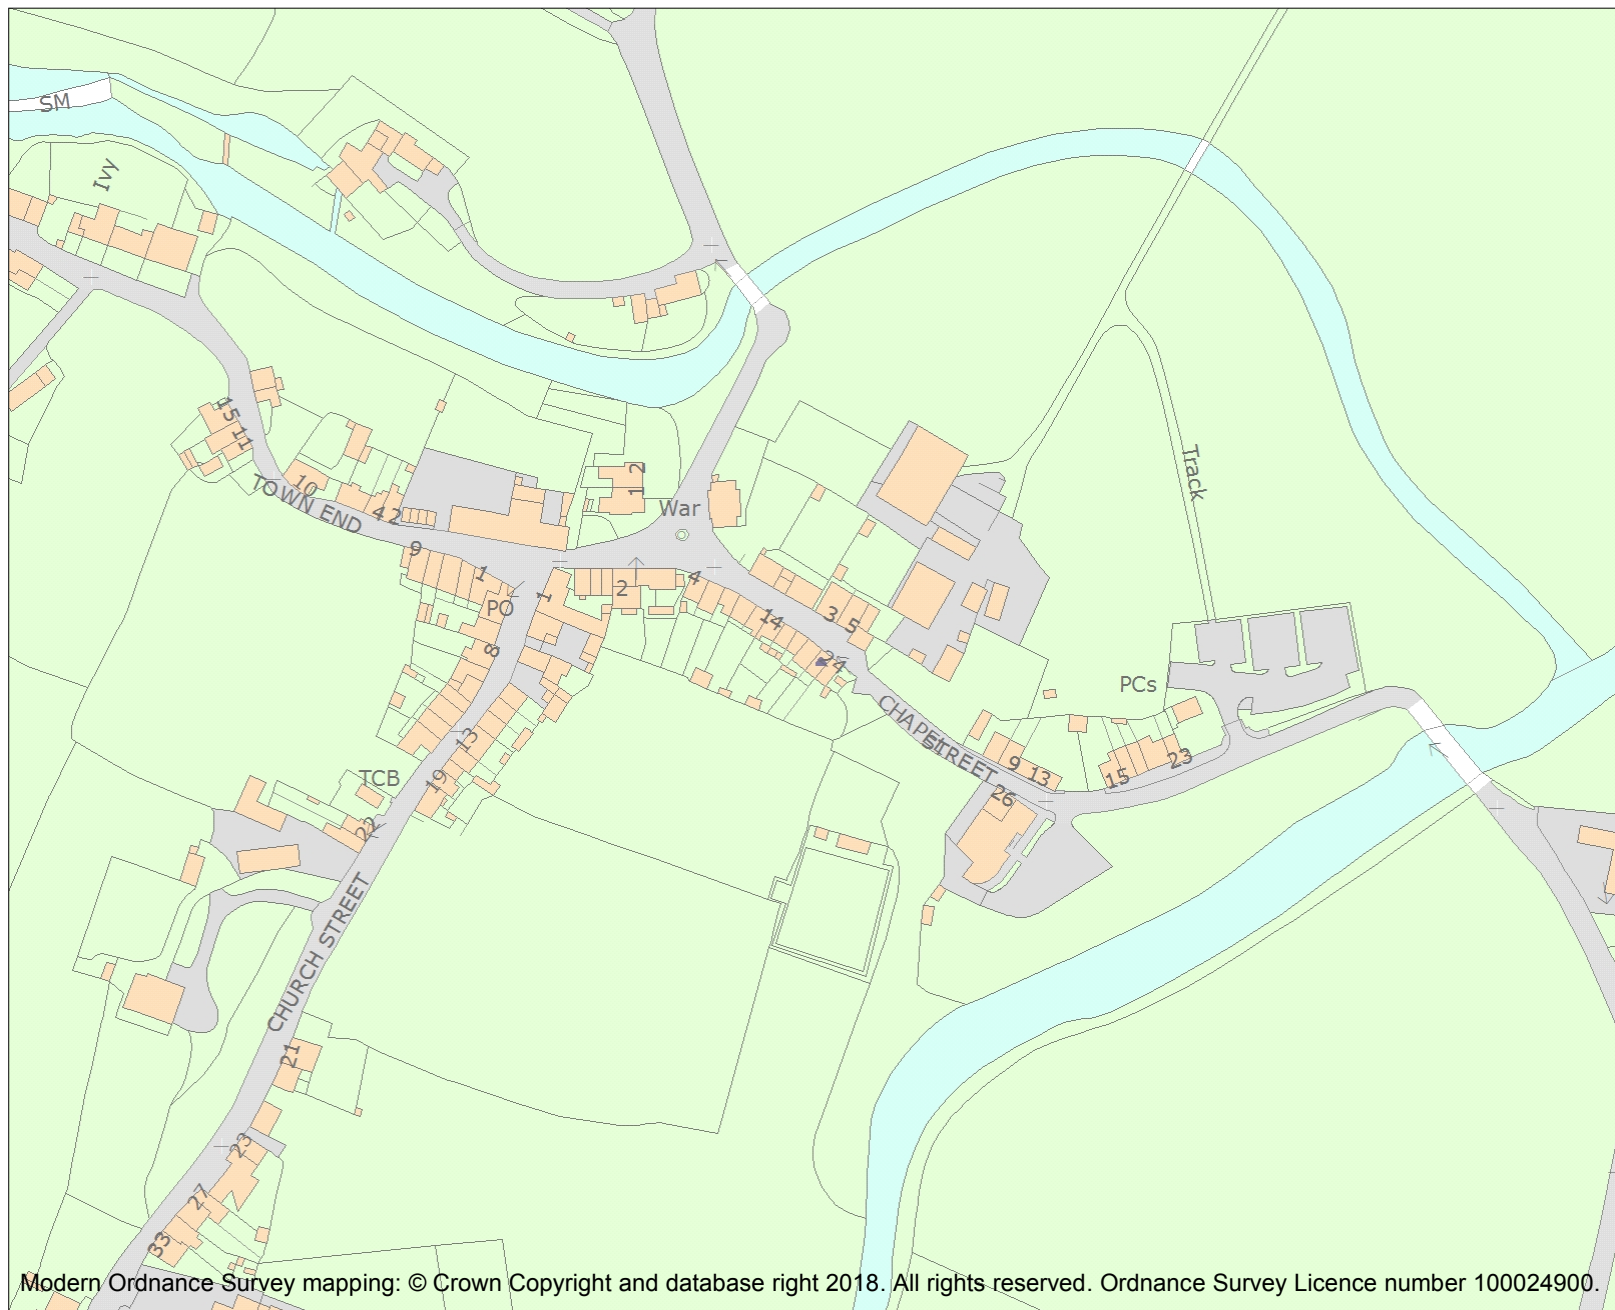 SM
Ivy
15
11
TOWN END
10
4
2
9
1
PO
8
1
2
1
2
War
4
14
3
5
24
Track
PCs
CHAPEL
STREET
9
13
15
23
26
13
19
TCB
22
CHURCH STREET
21
23
27
33
Modern Ordnance Survey mapping: © Crown Copyright and database right 2018. All rights reserved. Ordnance Survey Licence number 100024900.